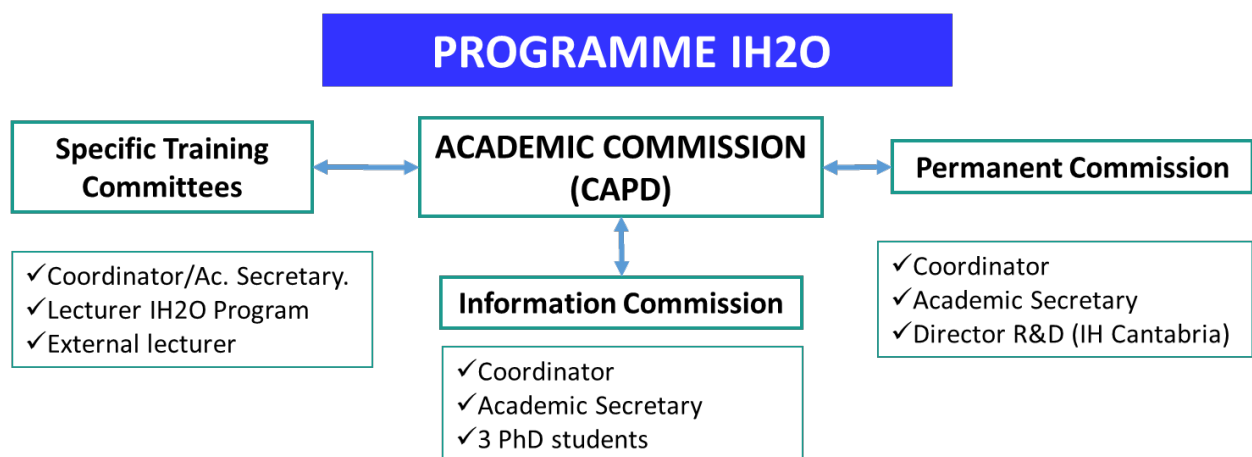 PROGRAMME IH2O
Specific Training
Committees
ACADEMIC COMMISSION
(CAPD)
Permanent Commission
✓Coordinator/Ac. Secretary.
✓Lecturer IH2O Program
✓External lecturer
Information Commission
✓Coordinator
✓Academic Secretary
✓3 PhD students
✓Coordinator
✓Academic Secretary
✓Director R&D (IH Cantabria)